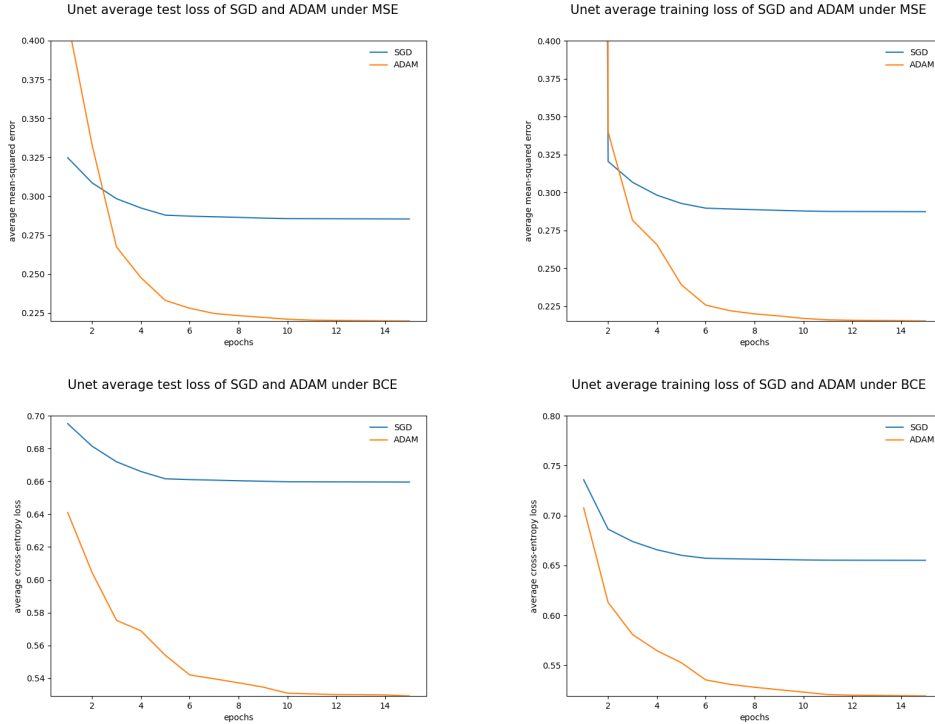 Unet average test loss of SGD and ADAM under MSE
0.400
0.375
0.350
0.325
0.300
0.275
0.250
0.225
average mean-squared error
SGD
ADAM
2 4 6 8 10 12 14
epochs
Unet average training loss of SGD and ADAM under MSE
0.400
0.375
0.350
0.325
0.300
0.275
0.250
0.225
average mean-squared error
SGD
ADAM
2 4 6 8 10 12 14
epochs
Unet average test loss of SGD and ADAM under BCE
0.70
0.68
0.66
0.64
0.62
0.60
0.58
0.56
0.54
average cross-entropy loss
SGD
ADAM
2 4 6 8 10 12 14
epochs
Unet average training loss of SGD and ADAM under BCE
0.80
0.75
0.70
0.65
0.60
0.55
average cross-entropy loss
SGD
ADAM
2 4 6 8 10 12 14
epochs